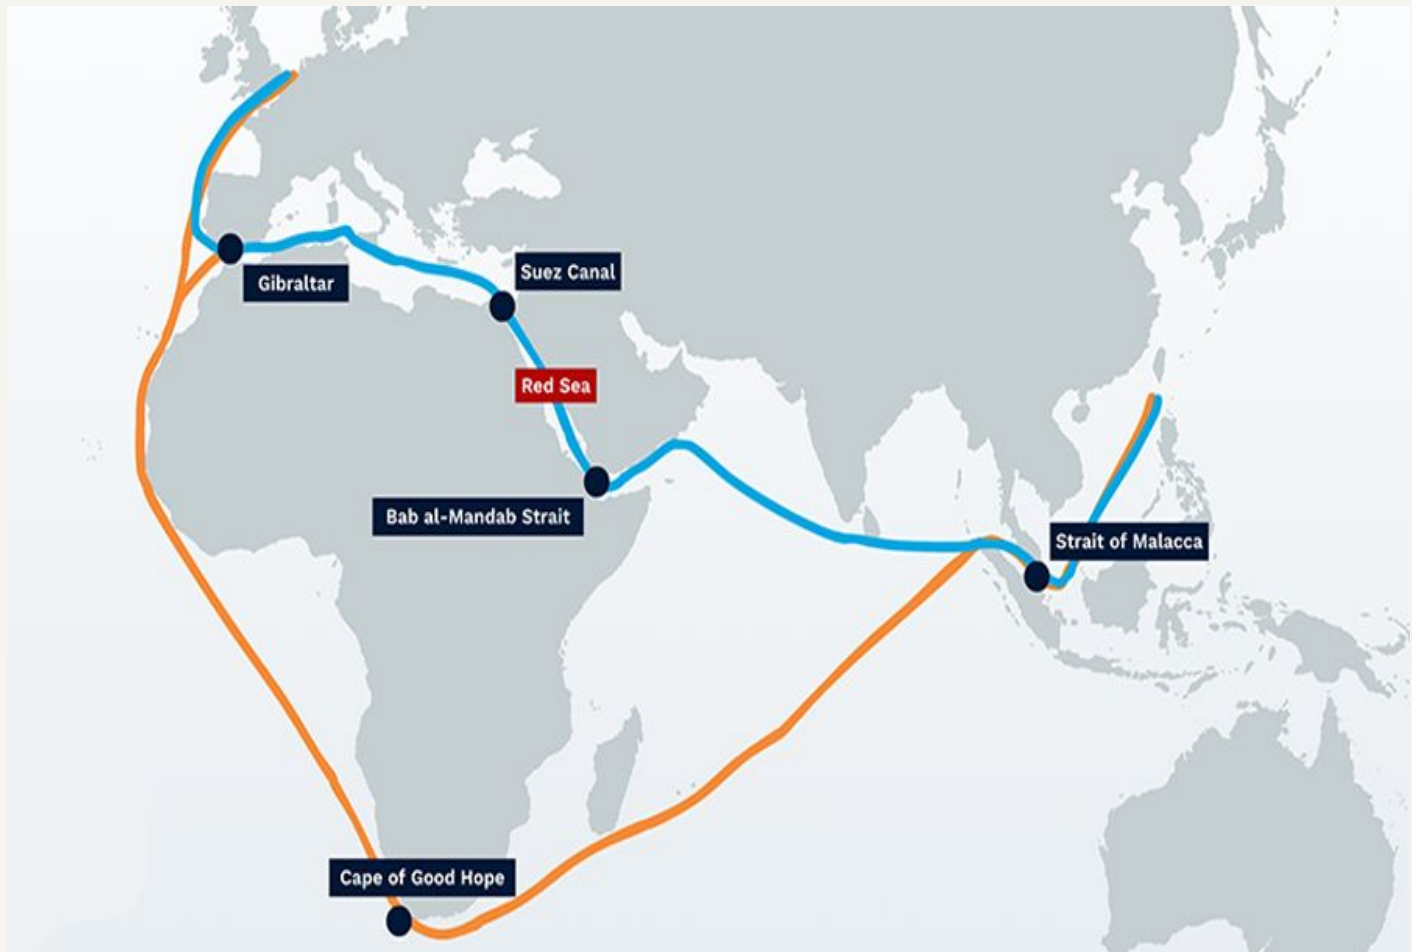 Gibraltar
Suez Canal
Red Sea
Bab al-Mandab Strait
Strait of Malacca
Cape of Good Hope